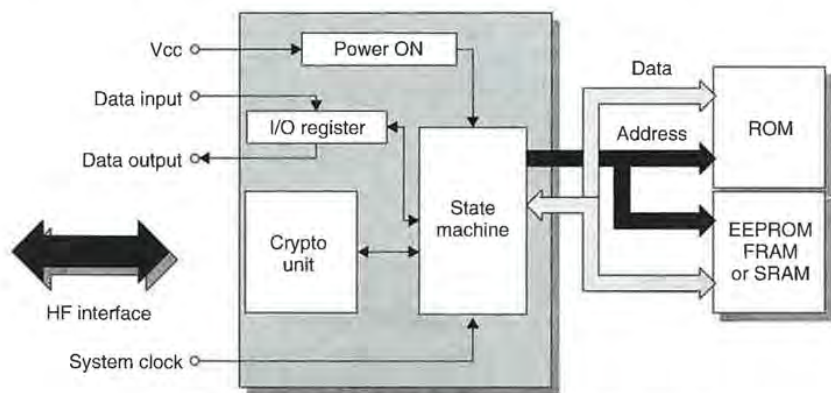 Vcc
Power ON
Data
Data input
ROM
I/O register
Address
Data output
State
machine
Crypto
unit
EEPROM
FRAM
or SRAM
HF interface
System clock